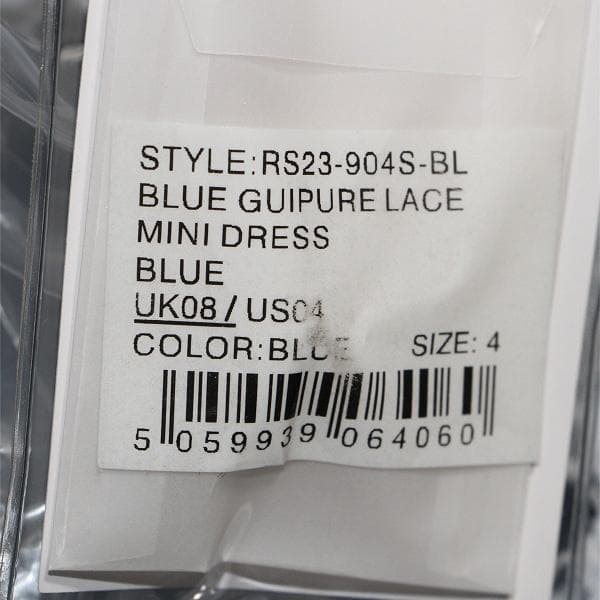 STYLE:RS23-904S-BL
BLUE GUIPURE LACE
MINI DRESS
BLUE
UK08 / US04
COLOR:BLUE SIZE: 4
5 059939 064060